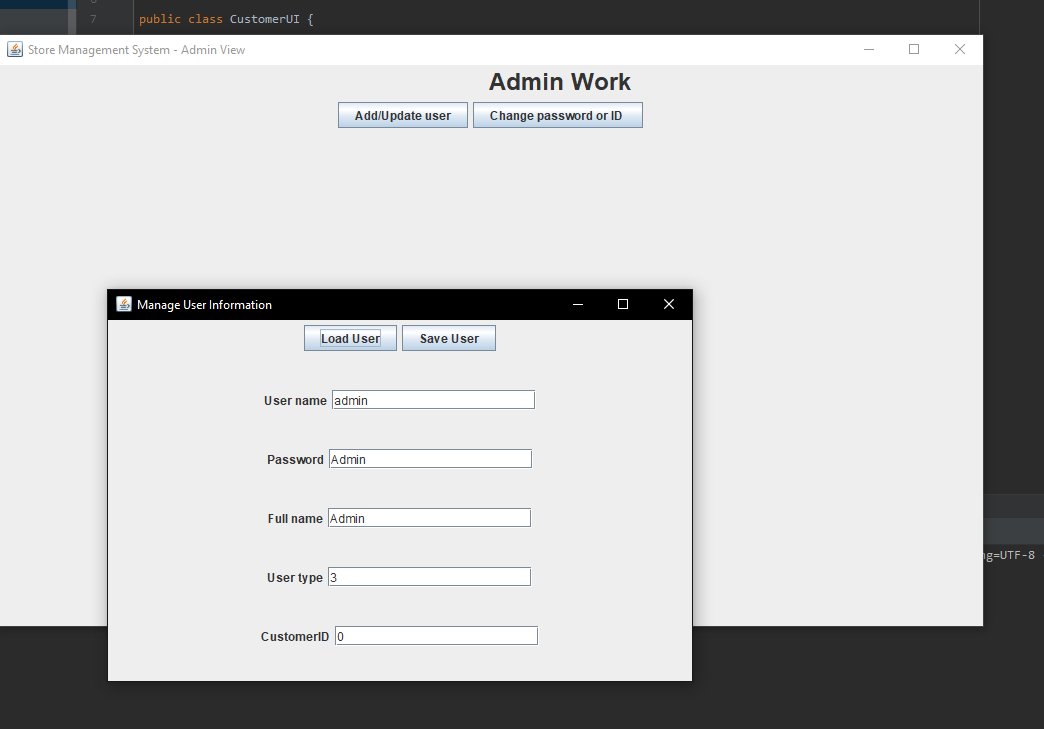 7 public class CustomerUI {
Store Management System - Admin View
Admin Work
Add/Update user Change password or ID
Manage User Information
Load User Save User
User name admin
Password Admin
Full name Admin
User type 3
CustomerID 0
ng=UTF-8